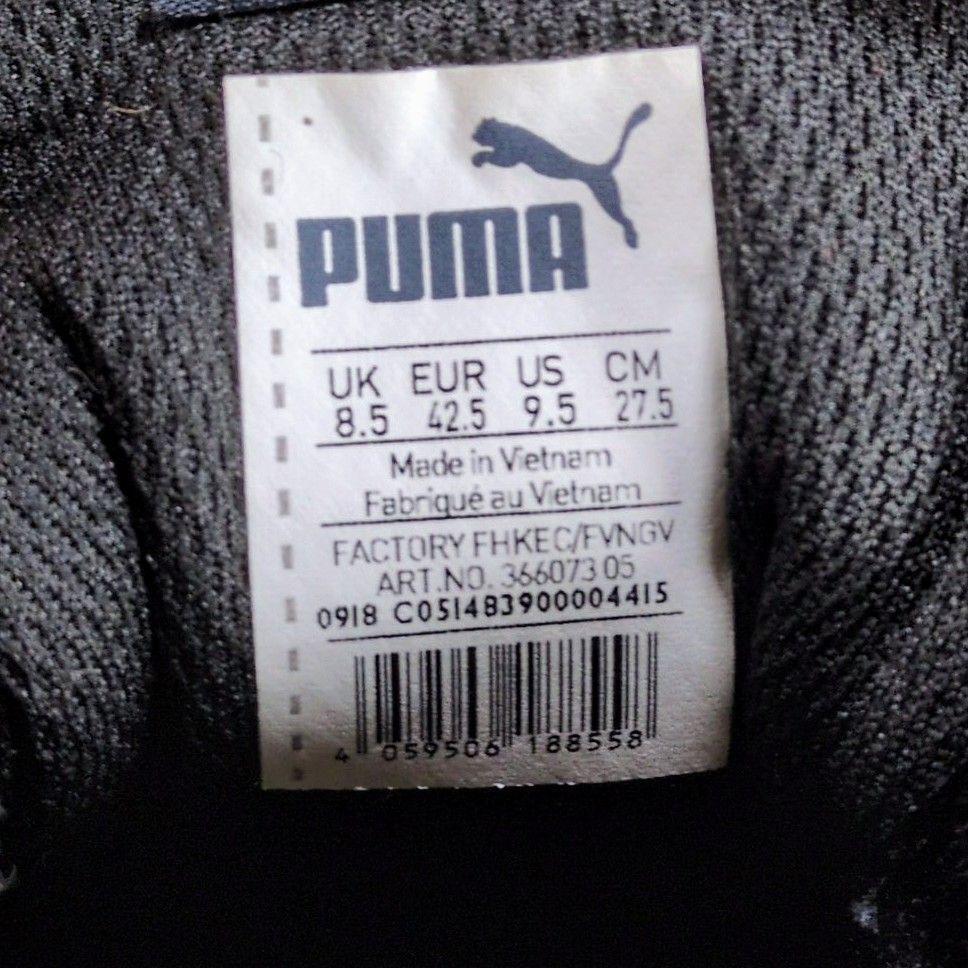 PUMA
UK EUR US CM
8.5 42.5 9.5 27.5
Made in Vietnam
Fabriqué au Vietnam
FACTORY FHKEC/FVNGV
ART.NO. 366073 05
0918 C051483900004415
4 059506 188558